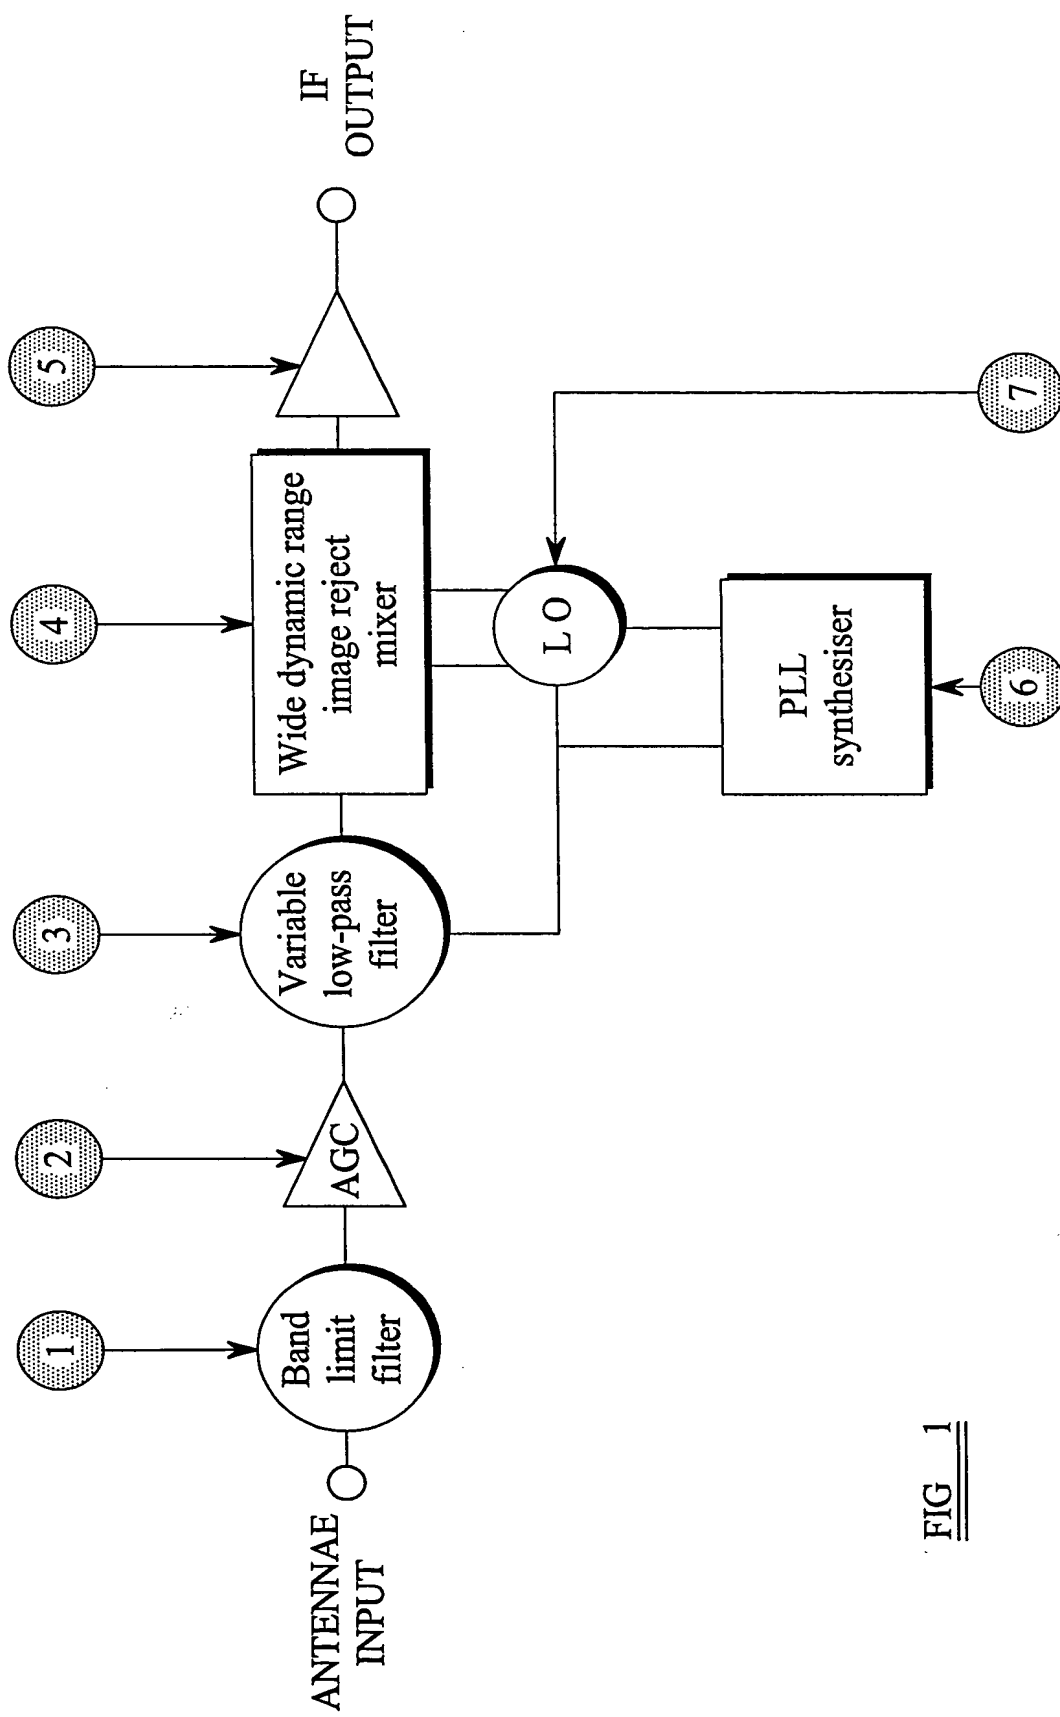 1
2
3
4
5
ANTENNAE
INPUT
Band
limit
filter
AGC
Variable
low-pass
filter
Wide dynamic range
image reject
mixer
IF
OUTPUT
L O
PLL
synthesiser
6
7
FIG 1